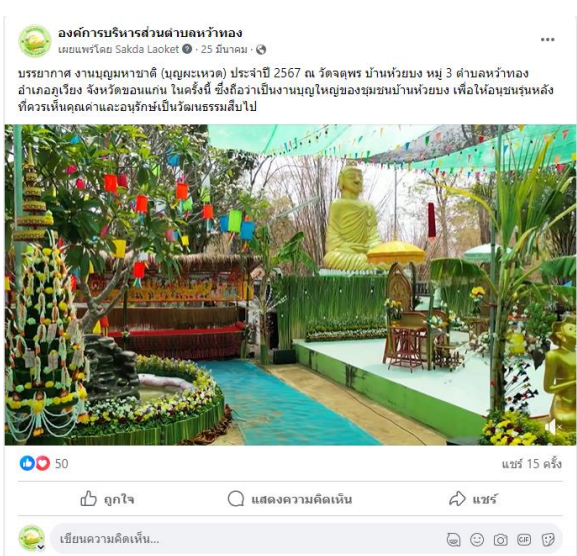 องค์การบริหารส่วนตำบลหว้าทอง
เผยแพร่โดย Sakda Laoket · 25 มีนาคม ·
บรรยากาศ งานบุญมหาชาติ (บุญผะเหวด) ประจำปี 2567 ณ วัดจตุพร บ้านห้วยบง หมู่ 3 ตำบลหว้าทอง
อำเภอภูเวียง จังหวัดขอนแก่น ในครั้งนี้ ซึ่งถือว่าเป็นงานบุญใหญ่ของชุมชนบ้านห้วยบง เพื่อให้อนุชนรุ่นหลัง
ที่ควรเห็นคุณค่าและอนุรักษ์เป็นวัฒนธรรมสืบไป
50
แชร์ 15 ครั้ง
ถูกใจ
แสดงความคิดเห็น
แชร์
เขียนความคิดเห็น...
GIF